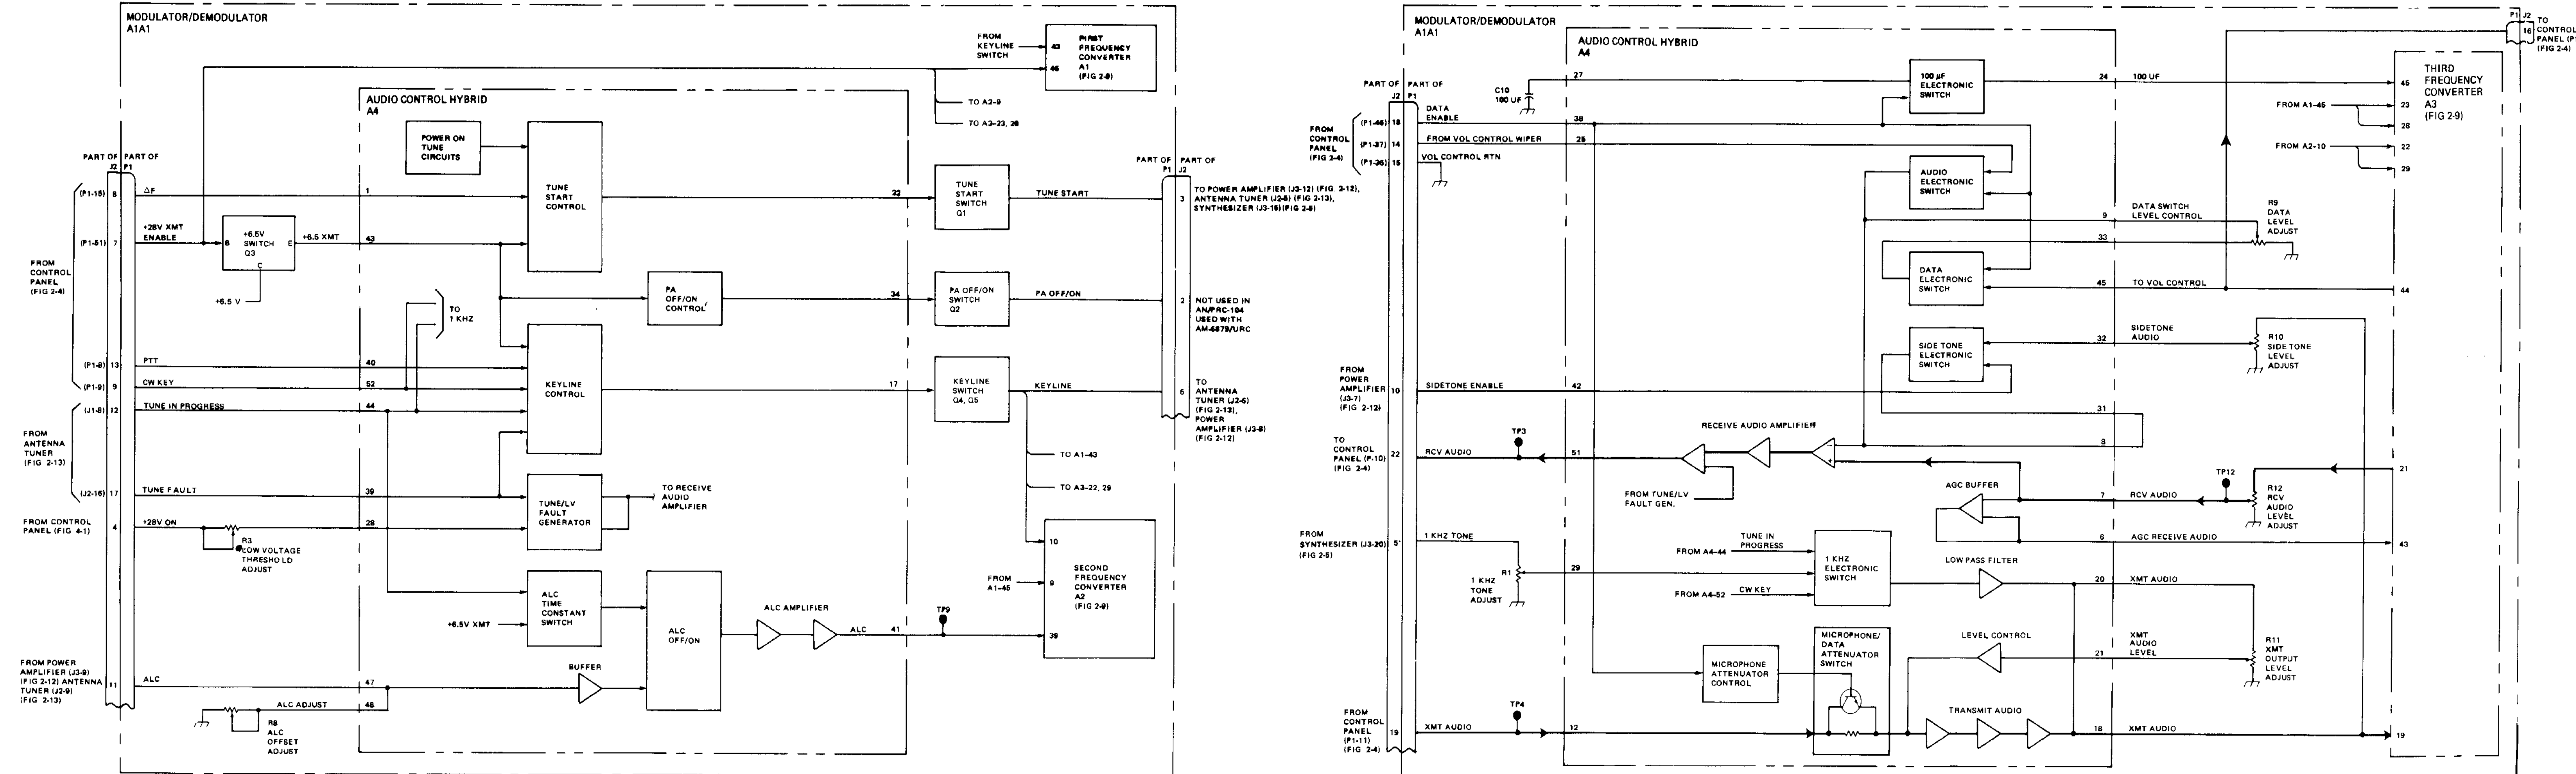 MODULATOR/DEMODULATOR
A1A1
FROM
KEYLINE
SWITCH
43
46
FIRST
FREQUENCY
CONVERTER
A1
(FIG 2-9)
TO A2-9
TO A3-23, 28
AUDIO CONTROL HYBRID
A4
POWER ON
TUNE
CIRCUITS
TUNE
START
CONTROL
PART OF PART OF
J2 P1
(P1-15) 8 ΔF
1
22
TUNE
START
SWITCH
Q1
TUNE START
PART OF PART OF
P1 J2
3
TO POWER AMPLIFIER (J3-12) (FIG 2-12),
ANTENNA TUNER (J2-5) (FIG 2-13),
SYNTHESIZER (J3-16)(FIG 2-5)
(P1-51) 7
+28V XMT
ENABLE
B
+6.5V
SWITCH
Q3
E
C
+6.5 XMT
43
+6.5 V
FROM
CONTROL
PANEL
(FIG 2-4)
PA
OFF/ON
CONTROL
34
PA OFF/ON
SWITCH
Q2
PA OFF/ON
2
NOT USED IN
AN/PRC-104
USED WITH
AM-6879/URC
TO
1 KHZ
(P1-8) 13 PTT
40
(P1-9) 9 CW KEY
52
KEYLINE
CONTROL
17
KEYLINE
SWITCH
Q4, Q5
KEYLINE
6
TO
ANTENNA
TUNER (J2-6)
(FIG 2-13),
POWER
AMPLIFIER (J3-8)
(FIG 2-12)
(J1-8) 12 TUNE IN PROGRESS
44
FROM
ANTENNA
TUNER
(FIG 2-13)
TO A1-43
TO A3-22, 29
(J2-16) 17 TUNE FAULT
39
TUNE/LV
FAULT
GENERATOR
TO RECEIVE
AUDIO
AMPLIFIER
FROM CONTROL
PANEL (FIG 4-1)
4 +28V ON
28
R3
LOW VOLTAGE
THRESHOLD
ADJUST
10
FROM
A1-45
9
39
SECOND
FREQUENCY
CONVERTER
A2
(FIG 2-9)
ALC
TIME
CONSTANT
SWITCH
+6.5V XMT
ALC
OFF/ON
ALC AMPLIFIER
ALC 41
TP9
FROM POWER
AMPLIFIER (J3-9)
(FIG 2-12) ANTENNA
TUNER (J2-9)
(FIG 2-13)
11 ALC
47
BUFFER
ALC ADJUST 48
R8
ALC
OFFSET
ADJUST
MODULATOR/DEMODULATOR
A1A1
AUDIO CONTROL HYBRID
A4
P1 J2
16
TO
CONTROL
(FIG 2-4)
C10
100 UF
27
100 μF
ELECTRONIC
SWITCH
24 100 UF
45
THIRD
FREQUENCY
CONVERTER
A3
(FIG 2-9)
FROM A1-45
23
28
FROM A2-10
22
29
PART OF PART OF
J2 P1
FROM
CONTROL
PANEL
(FIG 2-4)
(P1-46) 18
DATA
ENABLE
38
(P1-37) 14 FROM VOL CONTROL WIPER
25
(P1-36) 15 VOL CONTROL RTN
AUDIO
ELECTRONIC
SWITCH
9
DATA SWITCH
LEVEL CONTROL
R9
DATA
LEVEL
ADJUST
33
DATA
ELECTRONIC
SWITCH
45 TO VOL CONTROL
44
SIDE TONE
ELECTRONIC
SWITCH
32
SIDETONE
AUDIO
R10
SIDE TONE
LEVEL
ADJUST
FROM
POWER
AMPLIFIER
(J3-7)
(FIG 2-12)
10 SIDETONE ENABLE
42
31
RECEIVE AUDIO AMPLIFIER
8
TO
CONTROL
PANEL (P-10)
(FIG 2-4)
22 RCV AUDIO
TP3
51
-
+
FROM TUNE/LV
FAULT GEN.
AGC BUFFER
7 RCV AUDIO
TP12
R12
RCV
AUDIO
LEVEL
ADJUST
21
6 AGC RECEIVE AUDIO
43
FROM
SYNTHESIZER (J3-20)
(FIG 2-5)
5 1 KHZ TONE
R1
1 KHZ
TONE
ADJUST
29
FROM A4-44
TUNE IN
PROGRESS
FROM A4-52
CW KEY
1 KHZ
ELECTRONIC
SWITCH
LOW PASS FILTER
20 XMT AUDIO
MICROPHONE
ATTENUATOR
CONTROL
MICROPHONE/
DATA
ATTENUATOR
SWITCH
LEVEL CONTROL
21
XMT
AUDIO
LEVEL
R11
XMT
OUTPUT
LEVEL
ADJUST
FROM
CONTROL
PANEL
(P1-11)
(FIG 2-4)
19 XMT AUDIO
TP4
12
TRANSMIT AUDIO
18 XMT AUDIO
19